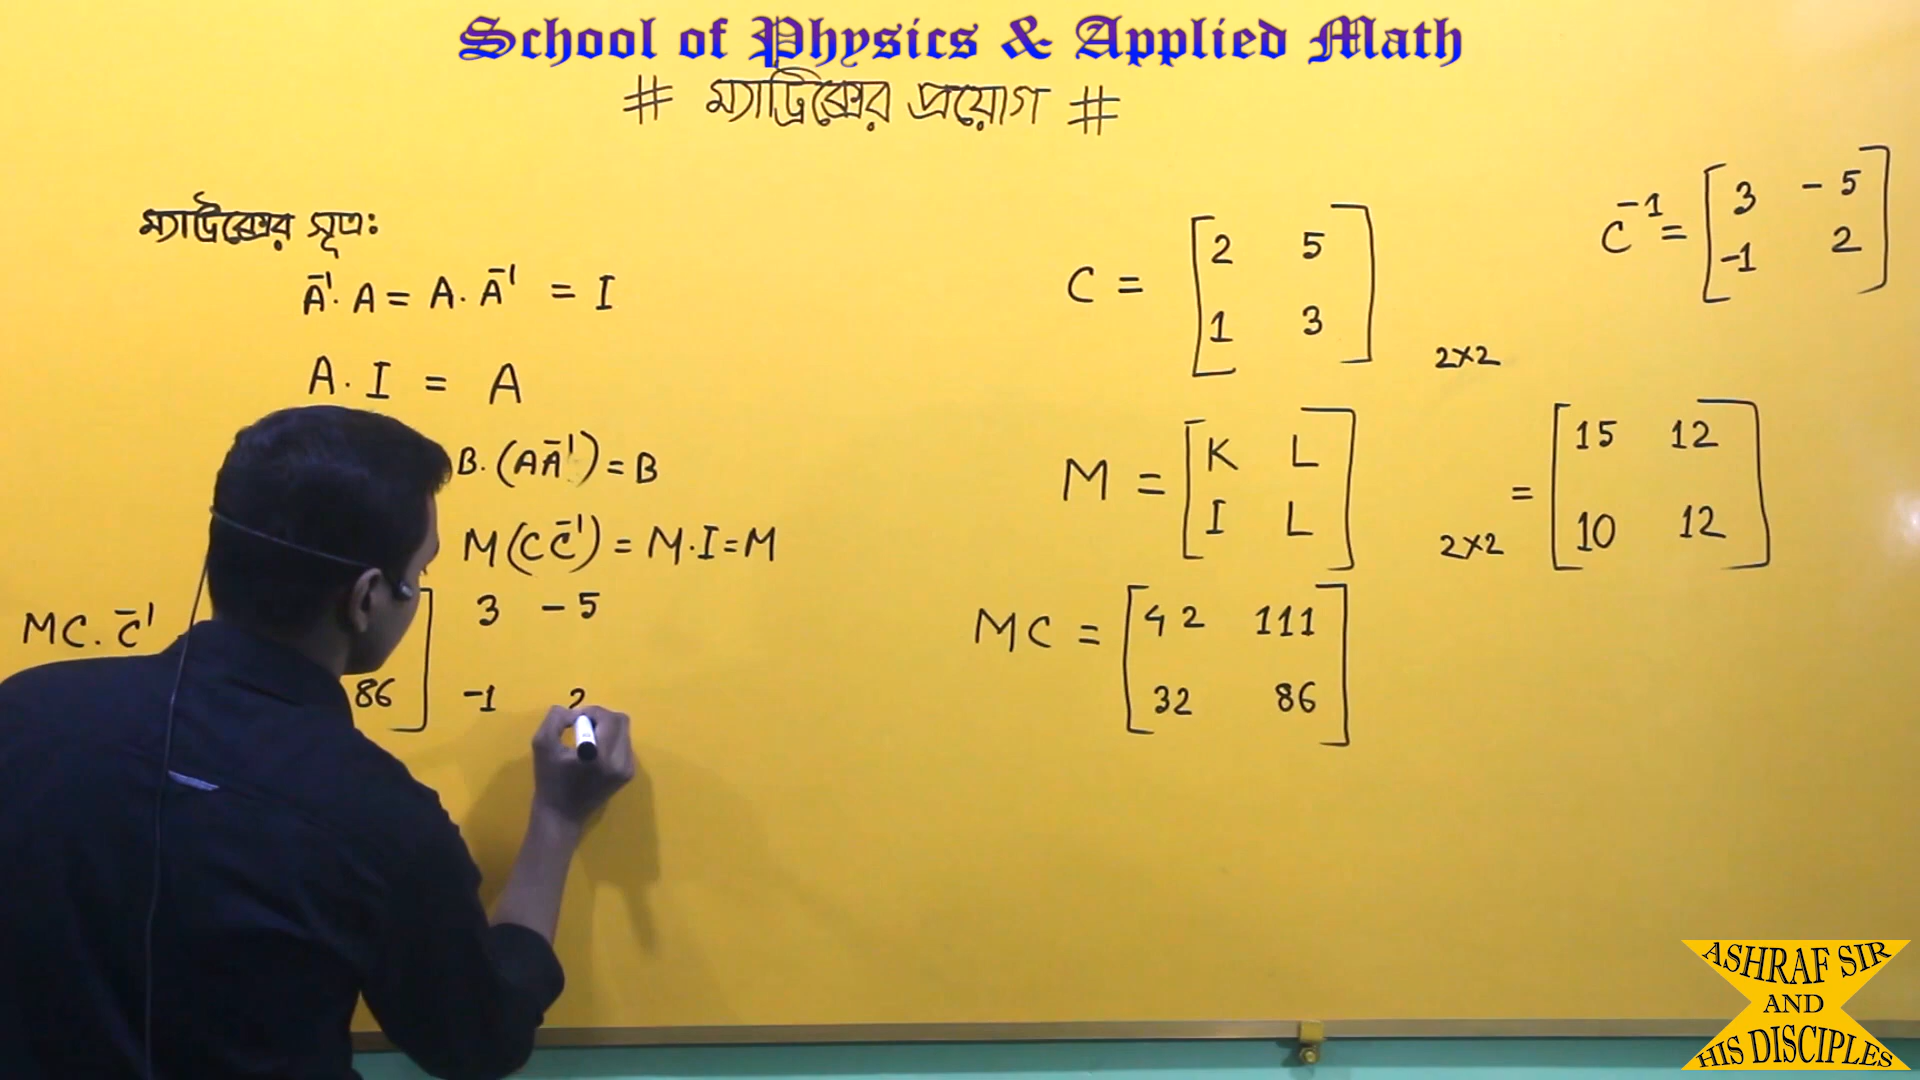 School of Physics & Applied Math
# ম্যাট্রিক্সের প্রয়োগ #
ম্যাট্রিক্সের সূত্র:
A⁻¹. A = A. A⁻¹ = I
A. I = A
B. (AA⁻¹) = B
M(CC⁻¹) = M.I = M
MC. C⁻¹
3 -5
86] -1 2
C = [2 5
1 3] 2×2
C⁻¹ = [3 -5
-1 2]
M = [K L
I L] 2×2
= [15 12
10 12]
MC = [42 111
32 86]
ASHRAF SIR
AND
HIS DISCIPLES